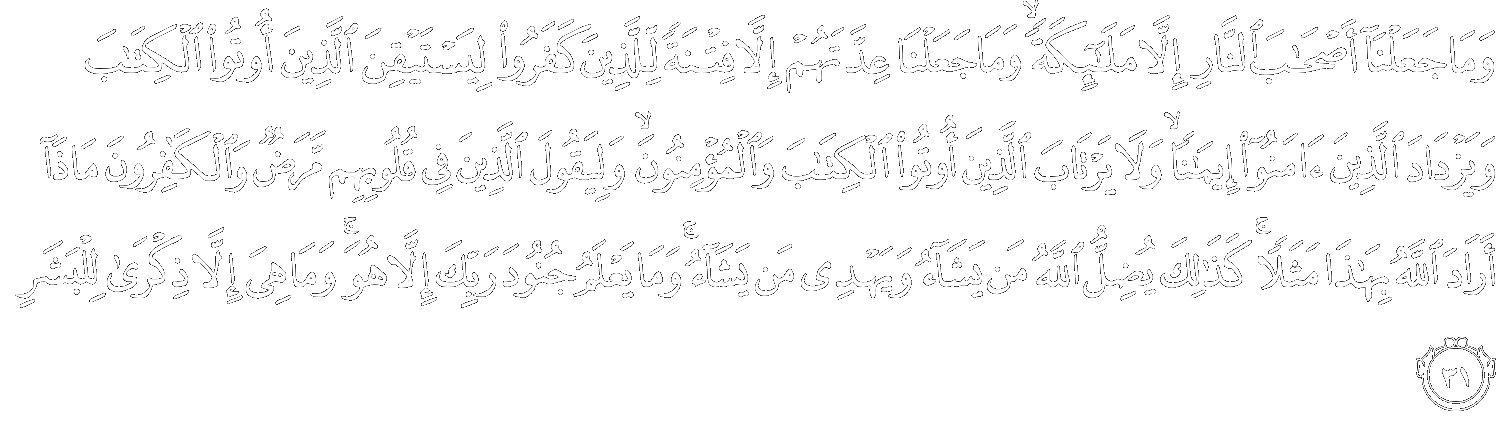 وَمَا جَعَلْنَآ أَصْحَـٰبَ ٱلنَّارِ إِلَّا مَلَـٰٓئِكَةً ۙ وَمَا جَعَلْنَا عِدَّتَهُمْ إِلَّا فِتْنَةً لِّلَّذِينَ كَفَرُوا۟ لِيَسْتَيْقِنَ ٱلَّذِينَ أُوتُوا۟ ٱلْكِتَـٰبَ
وَيَزْدَادَ ٱلَّذِينَ ءَامَنُوٓا۟ إِيمَـٰنًا ۙ وَلَا يَرْتَابَ ٱلَّذِينَ أُوتُوا۟ ٱلْكِتَـٰبَ وَٱلْمُؤْمِنُونَ ۙ وَلِيَقُولَ ٱلَّذِينَ فِى قُلُوبِهِم مَّرَضٌ وَٱلْكَـٰفِرُونَ مَاذَآ
أَرَادَ ٱللَّهُ بِهَـٰذَا مَثَلًا ۚ كَذَٰلِكَ يُضِلُّ ٱللَّهُ مَن يَشَآءُ وَيَهْدِى مَن يَشَآءُ ۚ وَمَا يَعْلَمُ جُنُودَ رَبِّكَ إِلَّا هُوَ ۚ وَمَا هِىَ إِلَّا ذِكْرَىٰ لِلْبَشَرِ
٣١